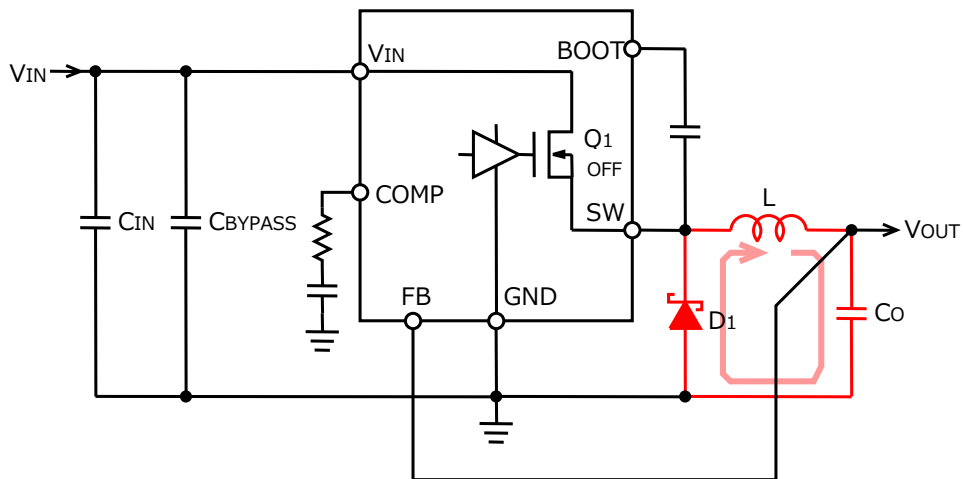 VIN
VIN
BOOT
Q1
OFF
COMP
SW
L
CIN
CBYPASS
VOUT
FB
GND
D1
CO